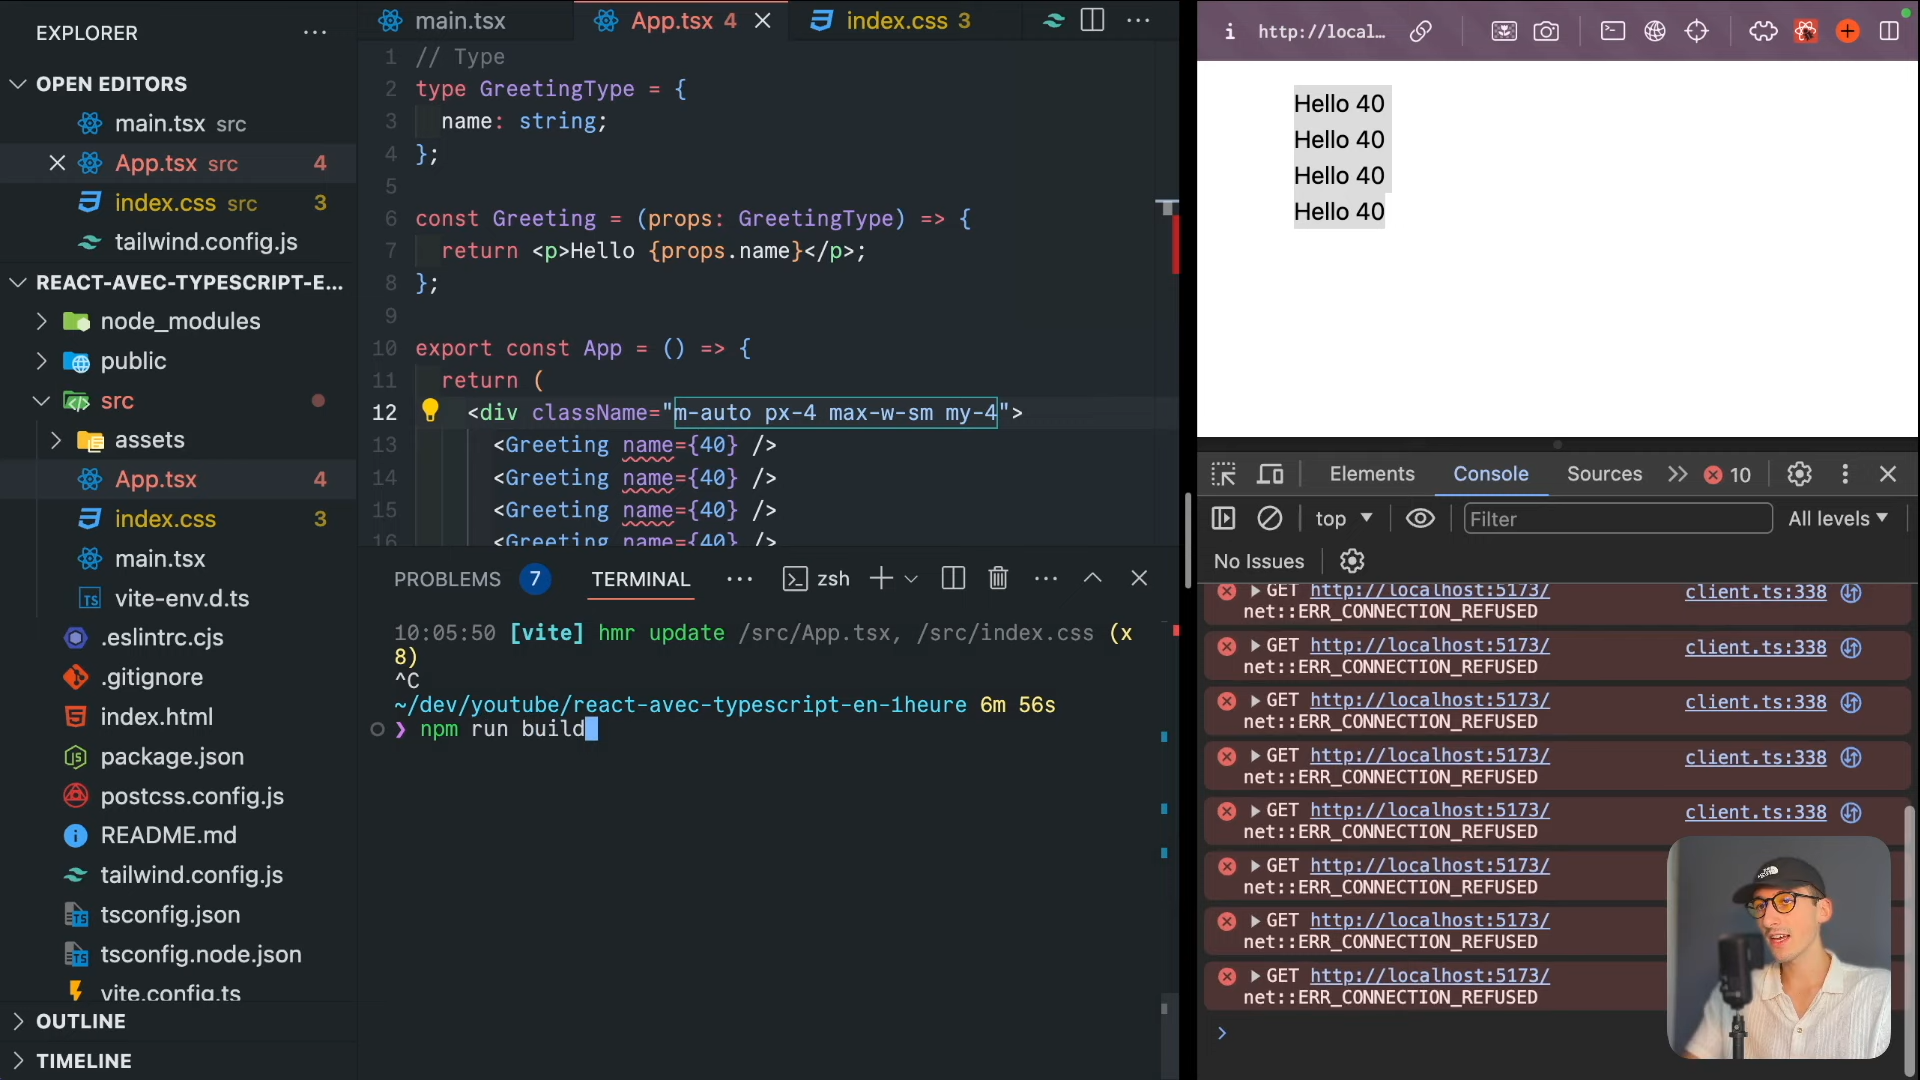 EXPLORER
OPEN EDITORS
main.tsx src
App.tsx src 4
index.css src 3
tailwind.config.js
REACT-AVEC-TYPESCRIPT-E...
node_modules
public
src
assets
App.tsx 4
index.css 3
main.tsx
vite-env.d.ts
.eslintrc.cjs
.gitignore
index.html
package.json
postcss.config.js
README.md
tailwind.config.js
tsconfig.json
tsconfig.node.json
vite.config.ts
OUTLINE
TIMELINE
main.tsx
App.tsx 4
index.css 3
1 // Type
2 type GreetingType = {
3 name: string;
4 };
5
6 const Greeting = (props: GreetingType) => {
7 return <p>Hello {props.name}</p>;
8 };
9
10 export const App = () => {
11 return (
12 <div className="m-auto px-4 max-w-sm my-4">
13 <Greeting name={40} />
14 <Greeting name={40} />
15 <Greeting name={40} />
16 <Greeting name={40} />
PROBLEMS 7 TERMINAL zsh
10:05:50 [vite] hmr update /src/App.tsx, /src/index.css (x
8)
^C
~/dev/youtube/react-avec-typescript-en-1heure 6m 56s
❯ npm run build
http://local...
Hello 40
Hello 40
Hello 40
Hello 40
Elements Console Sources 10
top Filter All levels
No Issues
GET http://localhost:5173/ client.ts:338
net::ERR_CONNECTION_REFUSED
GET http://localhost:5173/ client.ts:338
net::ERR_CONNECTION_REFUSED
GET http://localhost:5173/ client.ts:338
net::ERR_CONNECTION_REFUSED
GET http://localhost:5173/ client.ts:338
net::ERR_CONNECTION_REFUSED
GET http://localhost:5173/ client.ts:338
net::ERR_CONNECTION_REFUSED
GET http://localhost:5173/
net::ERR_CONNECTION_REFUSED
GET http://localhost:5173/
net::ERR_CONNECTION_REFUSED
GET http://localhost:5173/
net::ERR_CONNECTION_REFUSED